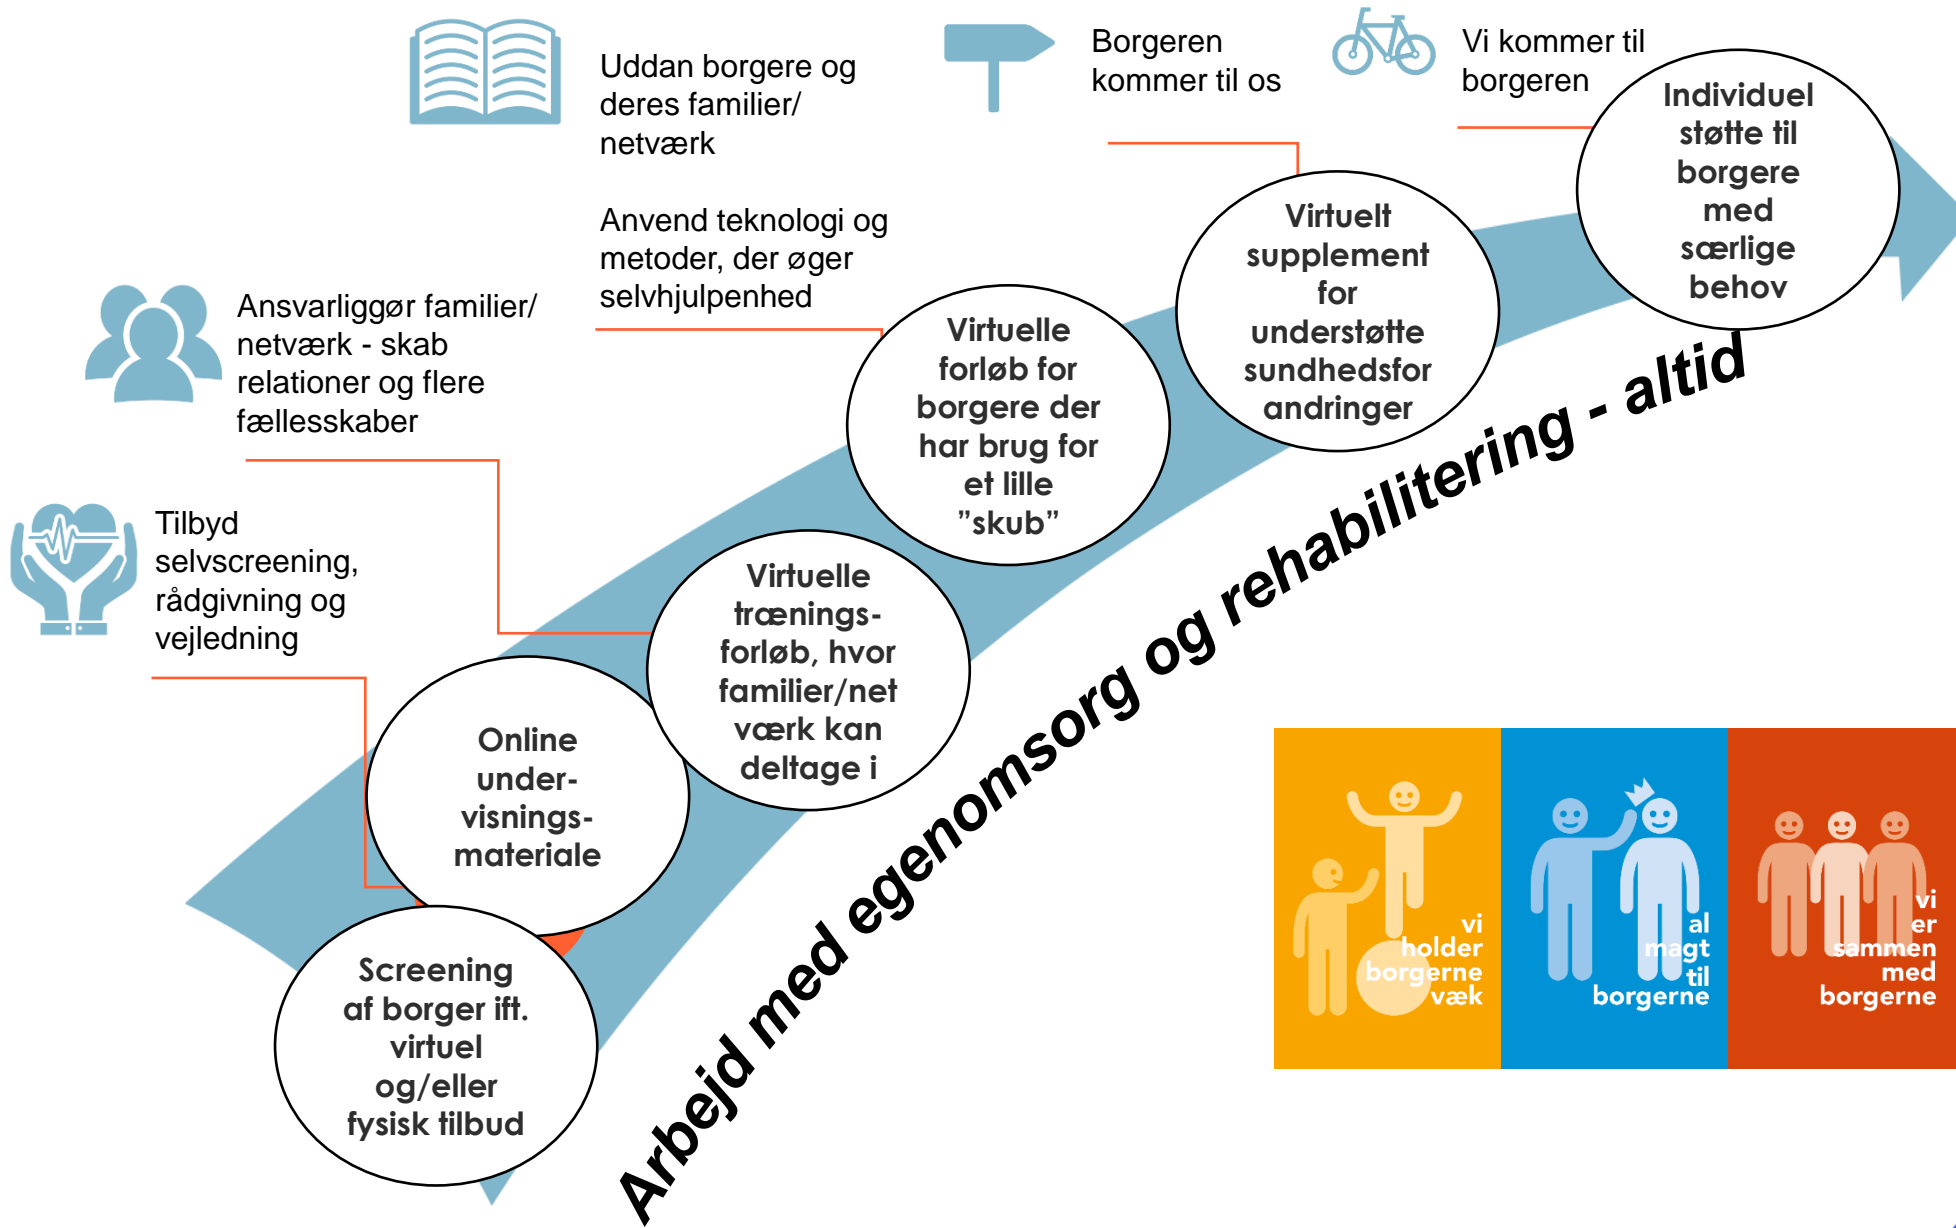 Uddan borgere og
deres familier/
netværk
Anvend teknologi og
metoder, der øger
selvhjulpenhed
Borgeren
kommer til os
Vi kommer til
borgeren
Ansvarliggør familier/
netværk - skab
relationer og flere
fællesskaber
Tilbyd
selvscreening,
rådgivning og
vejledning
Individuel
støtte til
borgere
med
særlige
behov
Virtuelt
supplement
for
understøtte
sundhedsfor
andringer
Virtuelle
forløb for
borgere der
har brug for
et lille
”skub”
Virtuelle
trænings-
forløb, hvor
familier/net
værk kan
deltage i
Online
under-
visnings-
materiale
Screening
af borger ift.
virtuel
og/eller
fysisk tilbud
Arbejd med egenomsorg og rehabilitering - altid
vi
holder
borgerne
væk
al
magt
til
borgerne
vi
er
sammen
med
borgerne